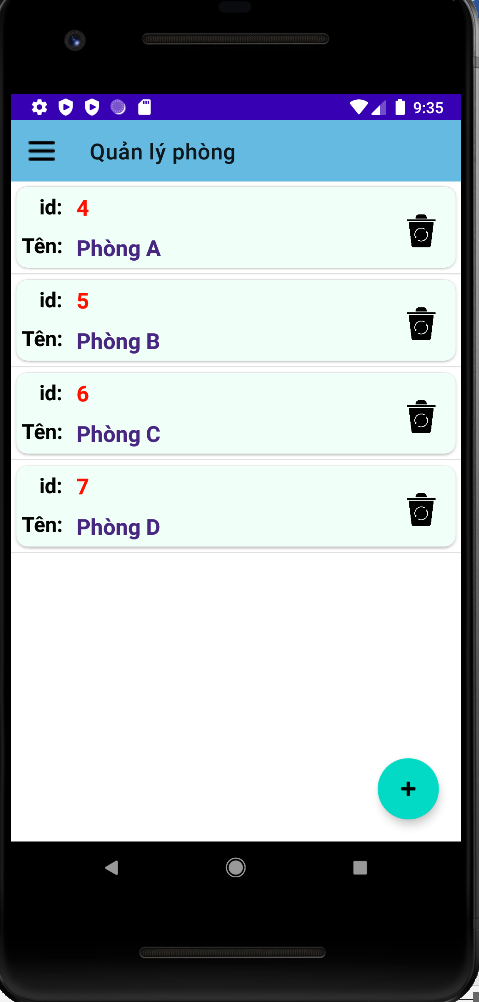 9:35
Quản lý phòng
id: 4
Tên: Phòng A
id: 5
Tên: Phòng B
id: 6
Tên: Phòng C
id: 7
Tên: Phòng D
+